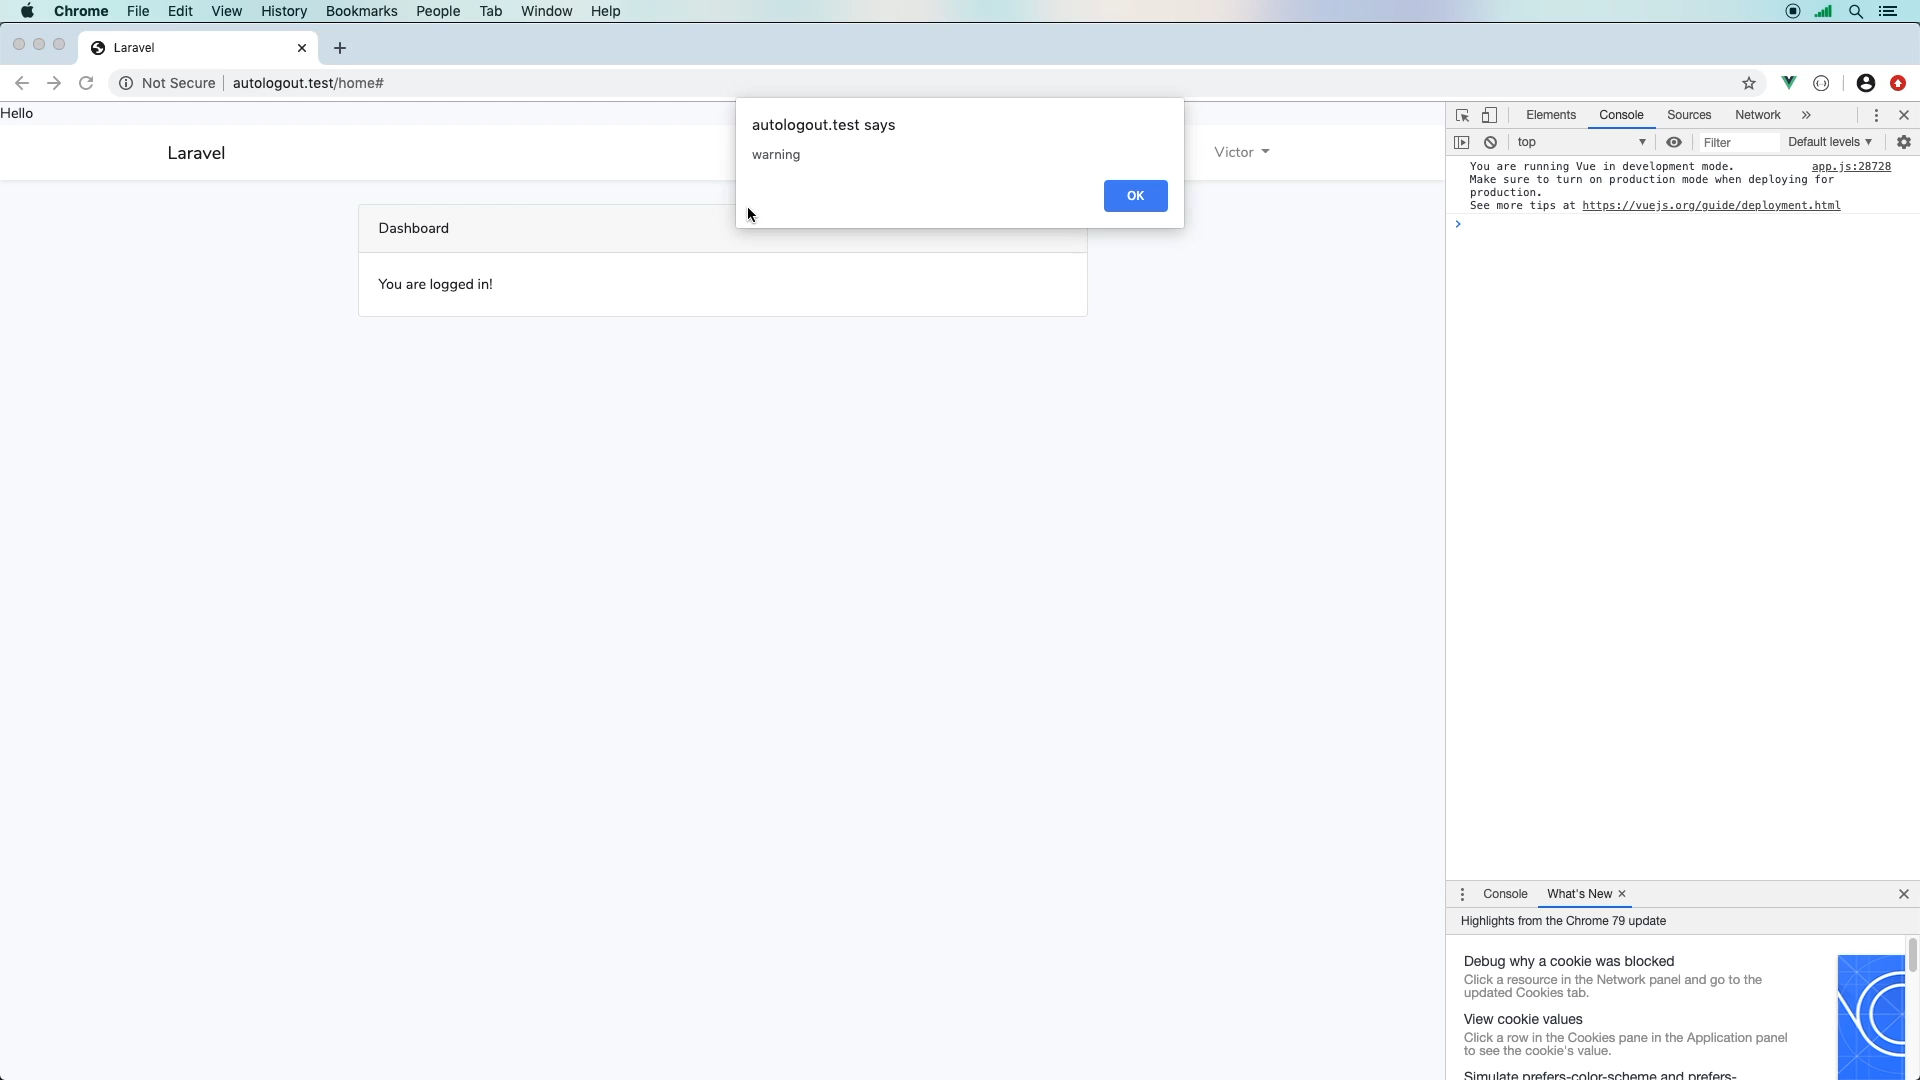 Chrome File Edit View History Bookmarks People Tab Window Help
Laravel
Not Secure autologout.test/home#
Hello
Laravel
Victor
autologout.test says
warning
OK
Dashboard
You are logged in!
Elements Console Sources Network »
top Filter Default levels
You are running Vue in development mode. app.js:28728
Make sure to turn on production mode when deploying for
production.
See more tips at https://vuejs.org/guide/deployment.html
Console What's New
Highlights from the Chrome 79 update
Debug why a cookie was blocked
Click a resource in the Network panel and go to the
updated Cookies tab.
View cookie values
Click a row in the Cookies pane in the Application panel
to see the cookie's value.
Simulate prefers-color-scheme and prefers-